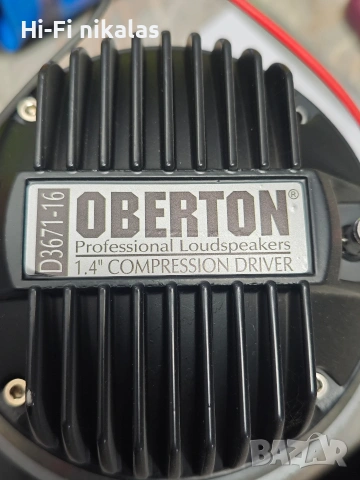 Hi-Fi nikalas
D3671-16
OBERTON®
Professional Loudspeakers
1.4" COMPRESSION DRIVER
BAZAR